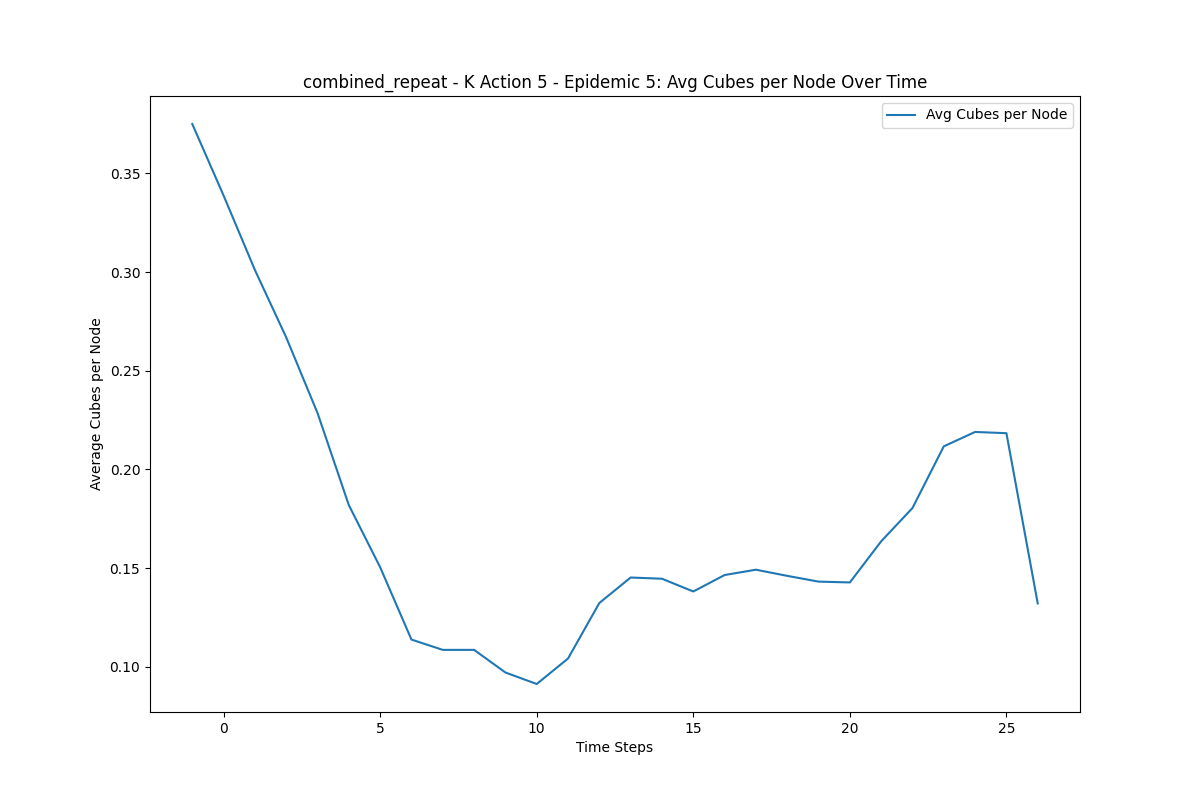 combined_repeat - K Action 5 - Epidemic 5: Avg Cubes per Node Over Time
Avg Cubes per Node
Average Cubes per Node
0.35
0.30
0.25
0.20
0.15
0.10
0 5 10 15 20 25
Time Steps